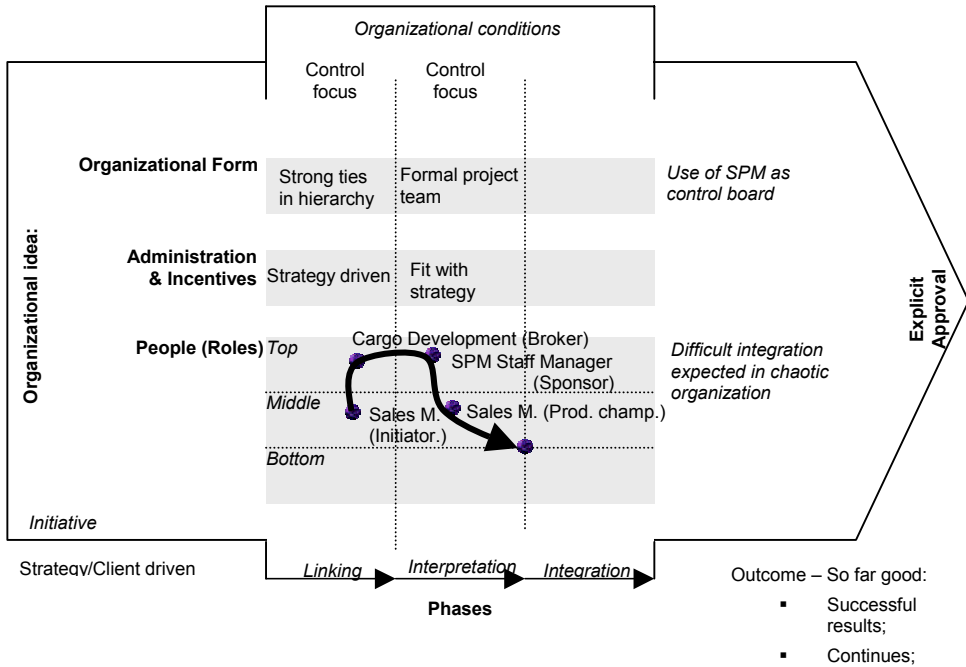 Organizational conditions
Control
focus
Control
focus
Organizational Form
Strong ties
in hierarchy
Formal project
team
Use of SPM as
control board
Organizational idea:
Administration
& Incentives
Strategy driven
Fit with
strategy
Explicit
Approval
People (Roles)
Top
Cargo Development (Broker)
SPM Staff Manager
(Sponsor)
Difficult integration
expected in chaotic
organization
Middle
Sales M.
(Initiator.)
Sales M. (Prod. champ.)
Bottom
Initiative
Strategy/Client driven
Linking
Interpretation
Integration
Phases
Outcome – So far good:
▪ Successful
results;
▪ Continues;